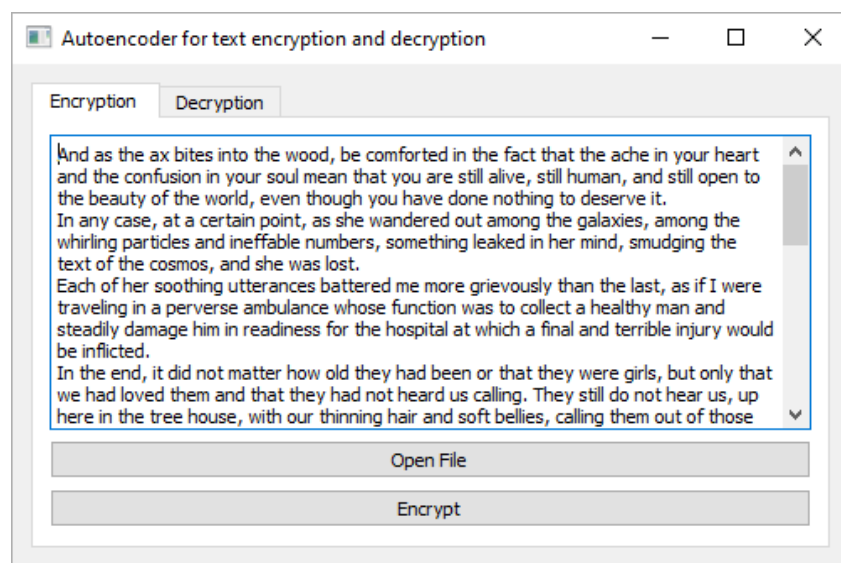 Autoencoder for text encryption and decryption
Encryption
Decryption
And as the ax bites into the wood, be comforted in the fact that the ache in your heart
and the confusion in your soul mean that you are still alive, still human, and still open to
the beauty of the world, even though you have done nothing to deserve it.
In any case, at a certain point, as she wandered out among the galaxies, among the
whirling particles and ineffable numbers, something leaked in her mind, smudging the
text of the cosmos, and she was lost.
Each of her soothing utterances battered me more grievously than the last, as if I were
traveling in a perverse ambulance whose function was to collect a healthy man and
steadily damage him in readiness for the hospital at which a final and terrible injury would
be inflicted.
In the end, it did not matter how old they had been or that they were girls, but only that
we had loved them and that they had not heard us calling. They still do not hear us, up
here in the tree house, with our thinning hair and soft bellies, calling them out of those
Open File
Encrypt